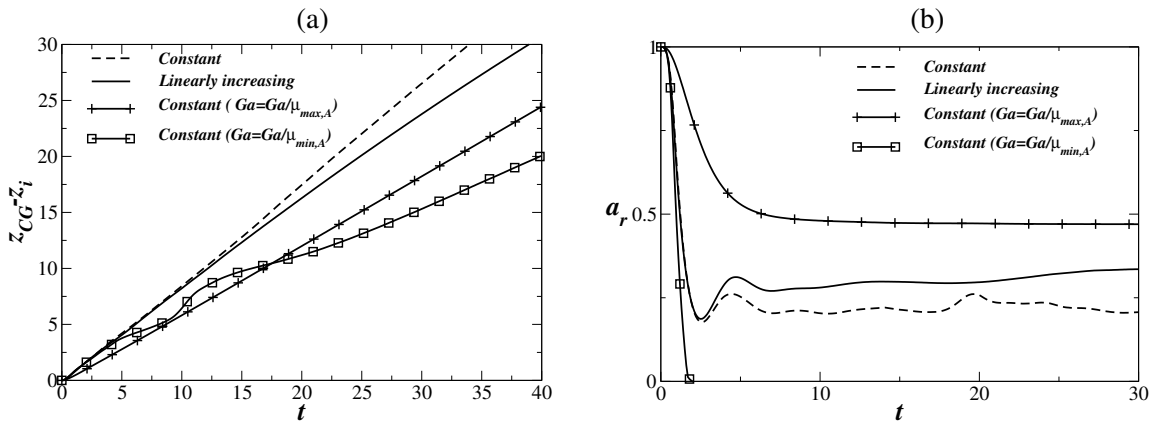 (a)
30
25
20
15
10
5
0
z_CG-z_i
Constant
Linearly increasing
Constant ( Ga=Ga/μ_max,A)
Constant (Ga=Ga/μ_min,A)
0 5 10 15 20 25 30 35 40
t
(b)
1
0.5
0
a_r
Constant
Linearly increasing
Constant (Ga=Ga/μ_max,A)
Constant (Ga=Ga/μ_min,A)
0 10 20 30
t